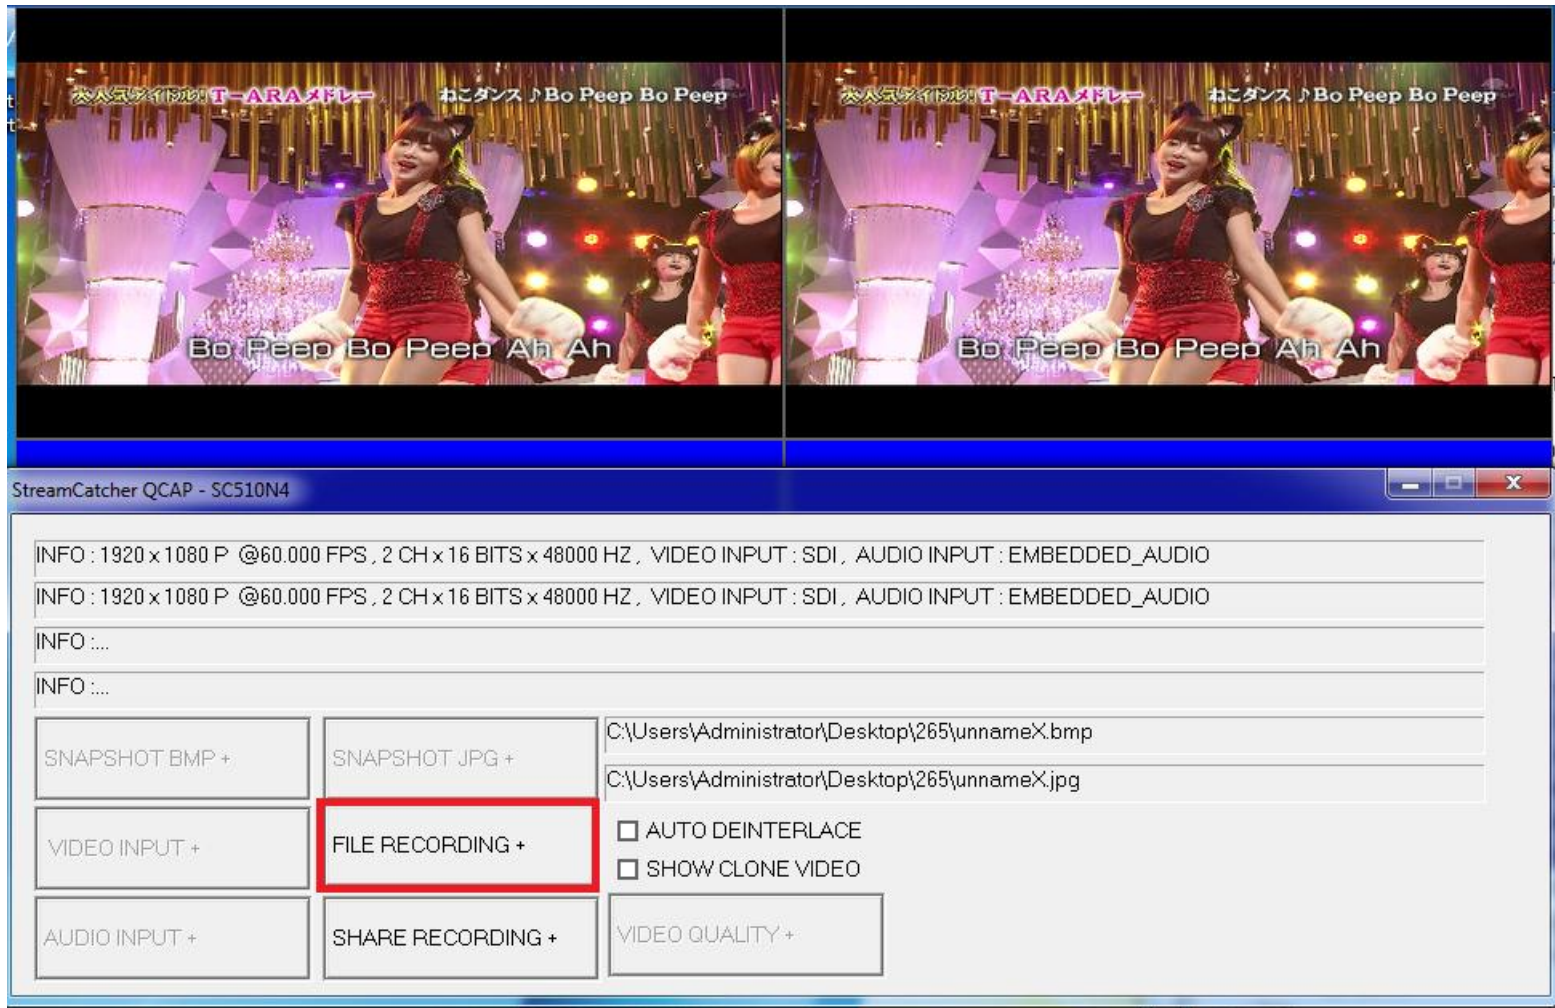 大人気アイドル!T-ARAメドレー ねこダンス♪Bo Peep Bo Peep
大人気アイドル!T-ARAメドレー ねこダンス♪Bo Peep Bo Peep
Bo Peep Bo Peep Ah Ah
Bo Peep Bo Peep Ah Ah
StreamCatcher QCAP - SC510N4
INFO : 1920 x 1080 P @60.000 FPS , 2 CH x 16 BITS x 48000 HZ , VIDEO INPUT : SDI , AUDIO INPUT : EMBEDDED_AUDIO
INFO : 1920 x 1080 P @60.000 FPS , 2 CH x 16 BITS x 48000 HZ , VIDEO INPUT : SDI , AUDIO INPUT : EMBEDDED_AUDIO
INFO :...
INFO :...
SNAPSHOT BMP +
SNAPSHOT JPG +
C:\Users\Administrator\Desktop\265\unnameX.bmp
C:\Users\Administrator\Desktop\265\unnameX.jpg
VIDEO INPUT +
FILE RECORDING +
AUTO DEINTERLACE
SHOW CLONE VIDEO
AUDIO INPUT +
SHARE RECORDING +
VIDEO QUALITY +